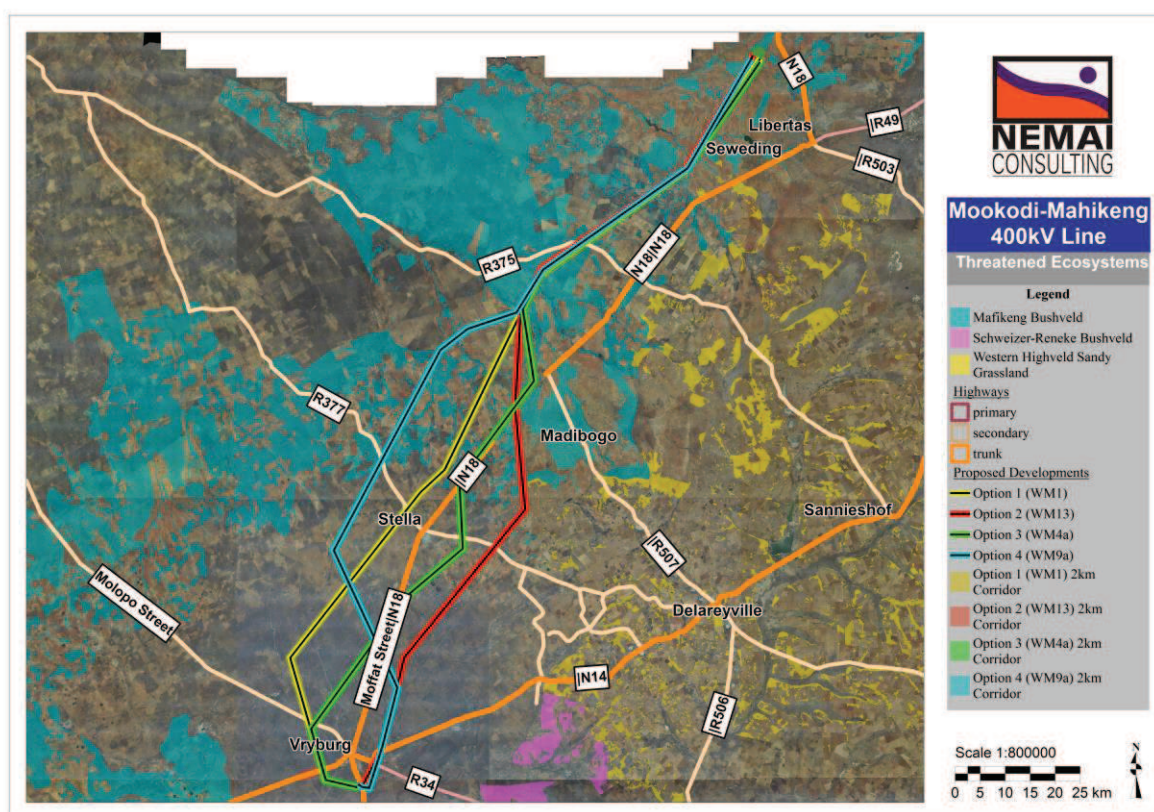 N18
Libertas
|R49
Seweding
|R503
N18|N18
R375
R377
Madibogo
|N18
Stella
Sannieshof
|R507
Molopo Street
Delareyville
Moffat Street|N18
|N14
|R506
Vryburg
R34
NEMAI
CONSULTING
Mookodi-Mahikeng
400kV Line
Threatened Ecosystems
Legend
Mafikeng Bushveld
Schweizer-Reneke Bushveld
Western Highveld Sandy
Grassland
Highways
primary
secondary
trunk
Proposed Developments
Option 1 (WM1)
Option 2 (WM13)
Option 3 (WM4a)
Option 4 (WM9a)
Option 1 (WM1) 2km
Corridor
Option 2 (WM13) 2km
Corridor
Option 3 (WM4a) 2km
Corridor
Option 4 (WM9a) 2km
Corridor
Scale 1:800000
N
0 5 10 15 20 25 km